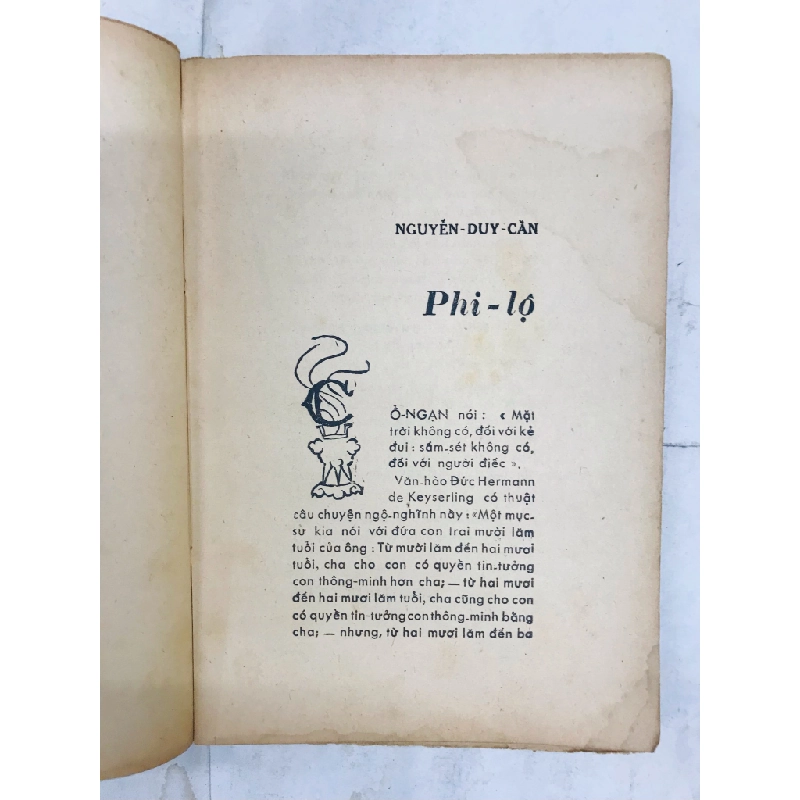 NGUYỄN-DUY-CẦN
Phi-lộ
CỔ-NGẠN nói : « Mặt
trời không có, đối với kẻ
đui : sấm-sét không có,
đối với người điếc ».
Văn-hào Đức Hermann
de Keyserling có thuật
câu chuyện ngộ-nghĩnh này : «Một mục-
sư kia nói với đứa con trai mười lăm
tuổi của ông : Từ mười lăm đến hai mươi
tuổi, cha cho con có quyền tin-tưởng
con thông-minh hơn cha; — từ hai mươi
đến hai mươi lăm tuổi, cha cũng cho con
có quyền tin-tưởng con thông-minh bằng
cha; — nhưng, từ hai mươi lăm đến ba